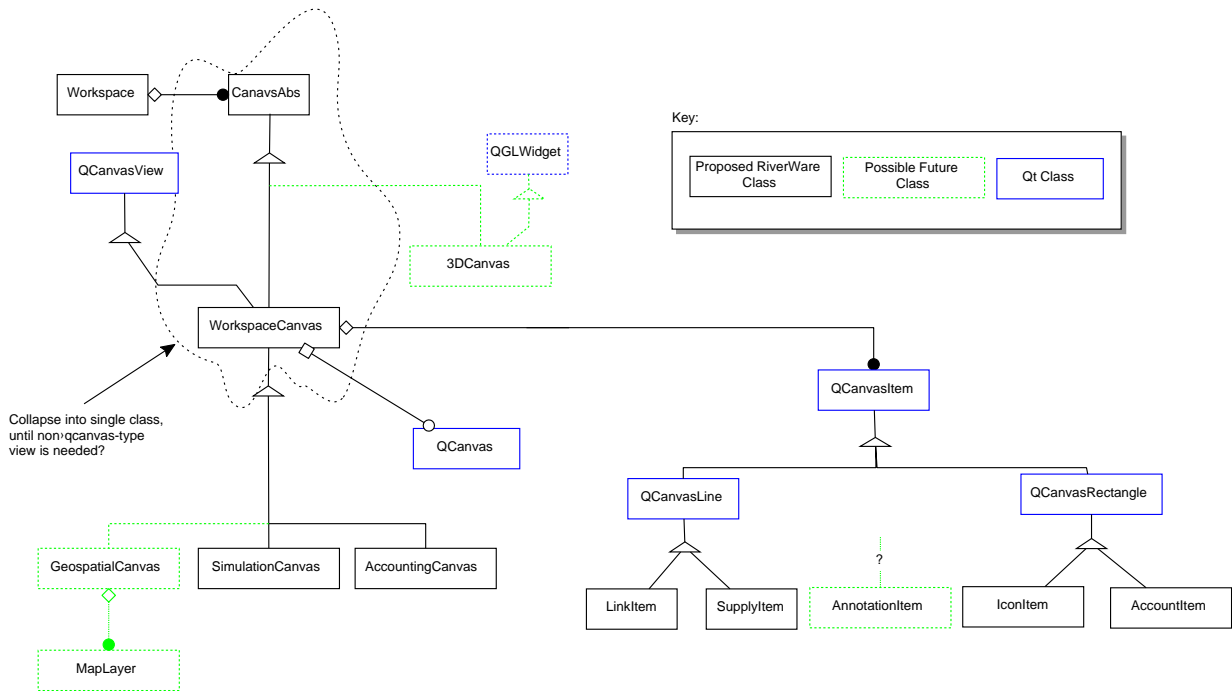 Workspace
CanavsAbs
Key:
QCanvasView
QGLWidget
Proposed RiverWare
Class
Possible Future
Class
Qt Class
3DCanvas
WorkspaceCanvas
QCanvasItem
Collapse into single class,
until non›qcanvas-type
view is needed?
QCanvas
QCanvasLine
QCanvasRectangle
?
GeospatialCanvas
SimulationCanvas
AccountingCanvas
LinkItem
SupplyItem
AnnotationItem
IconItem
AccountItem
MapLayer